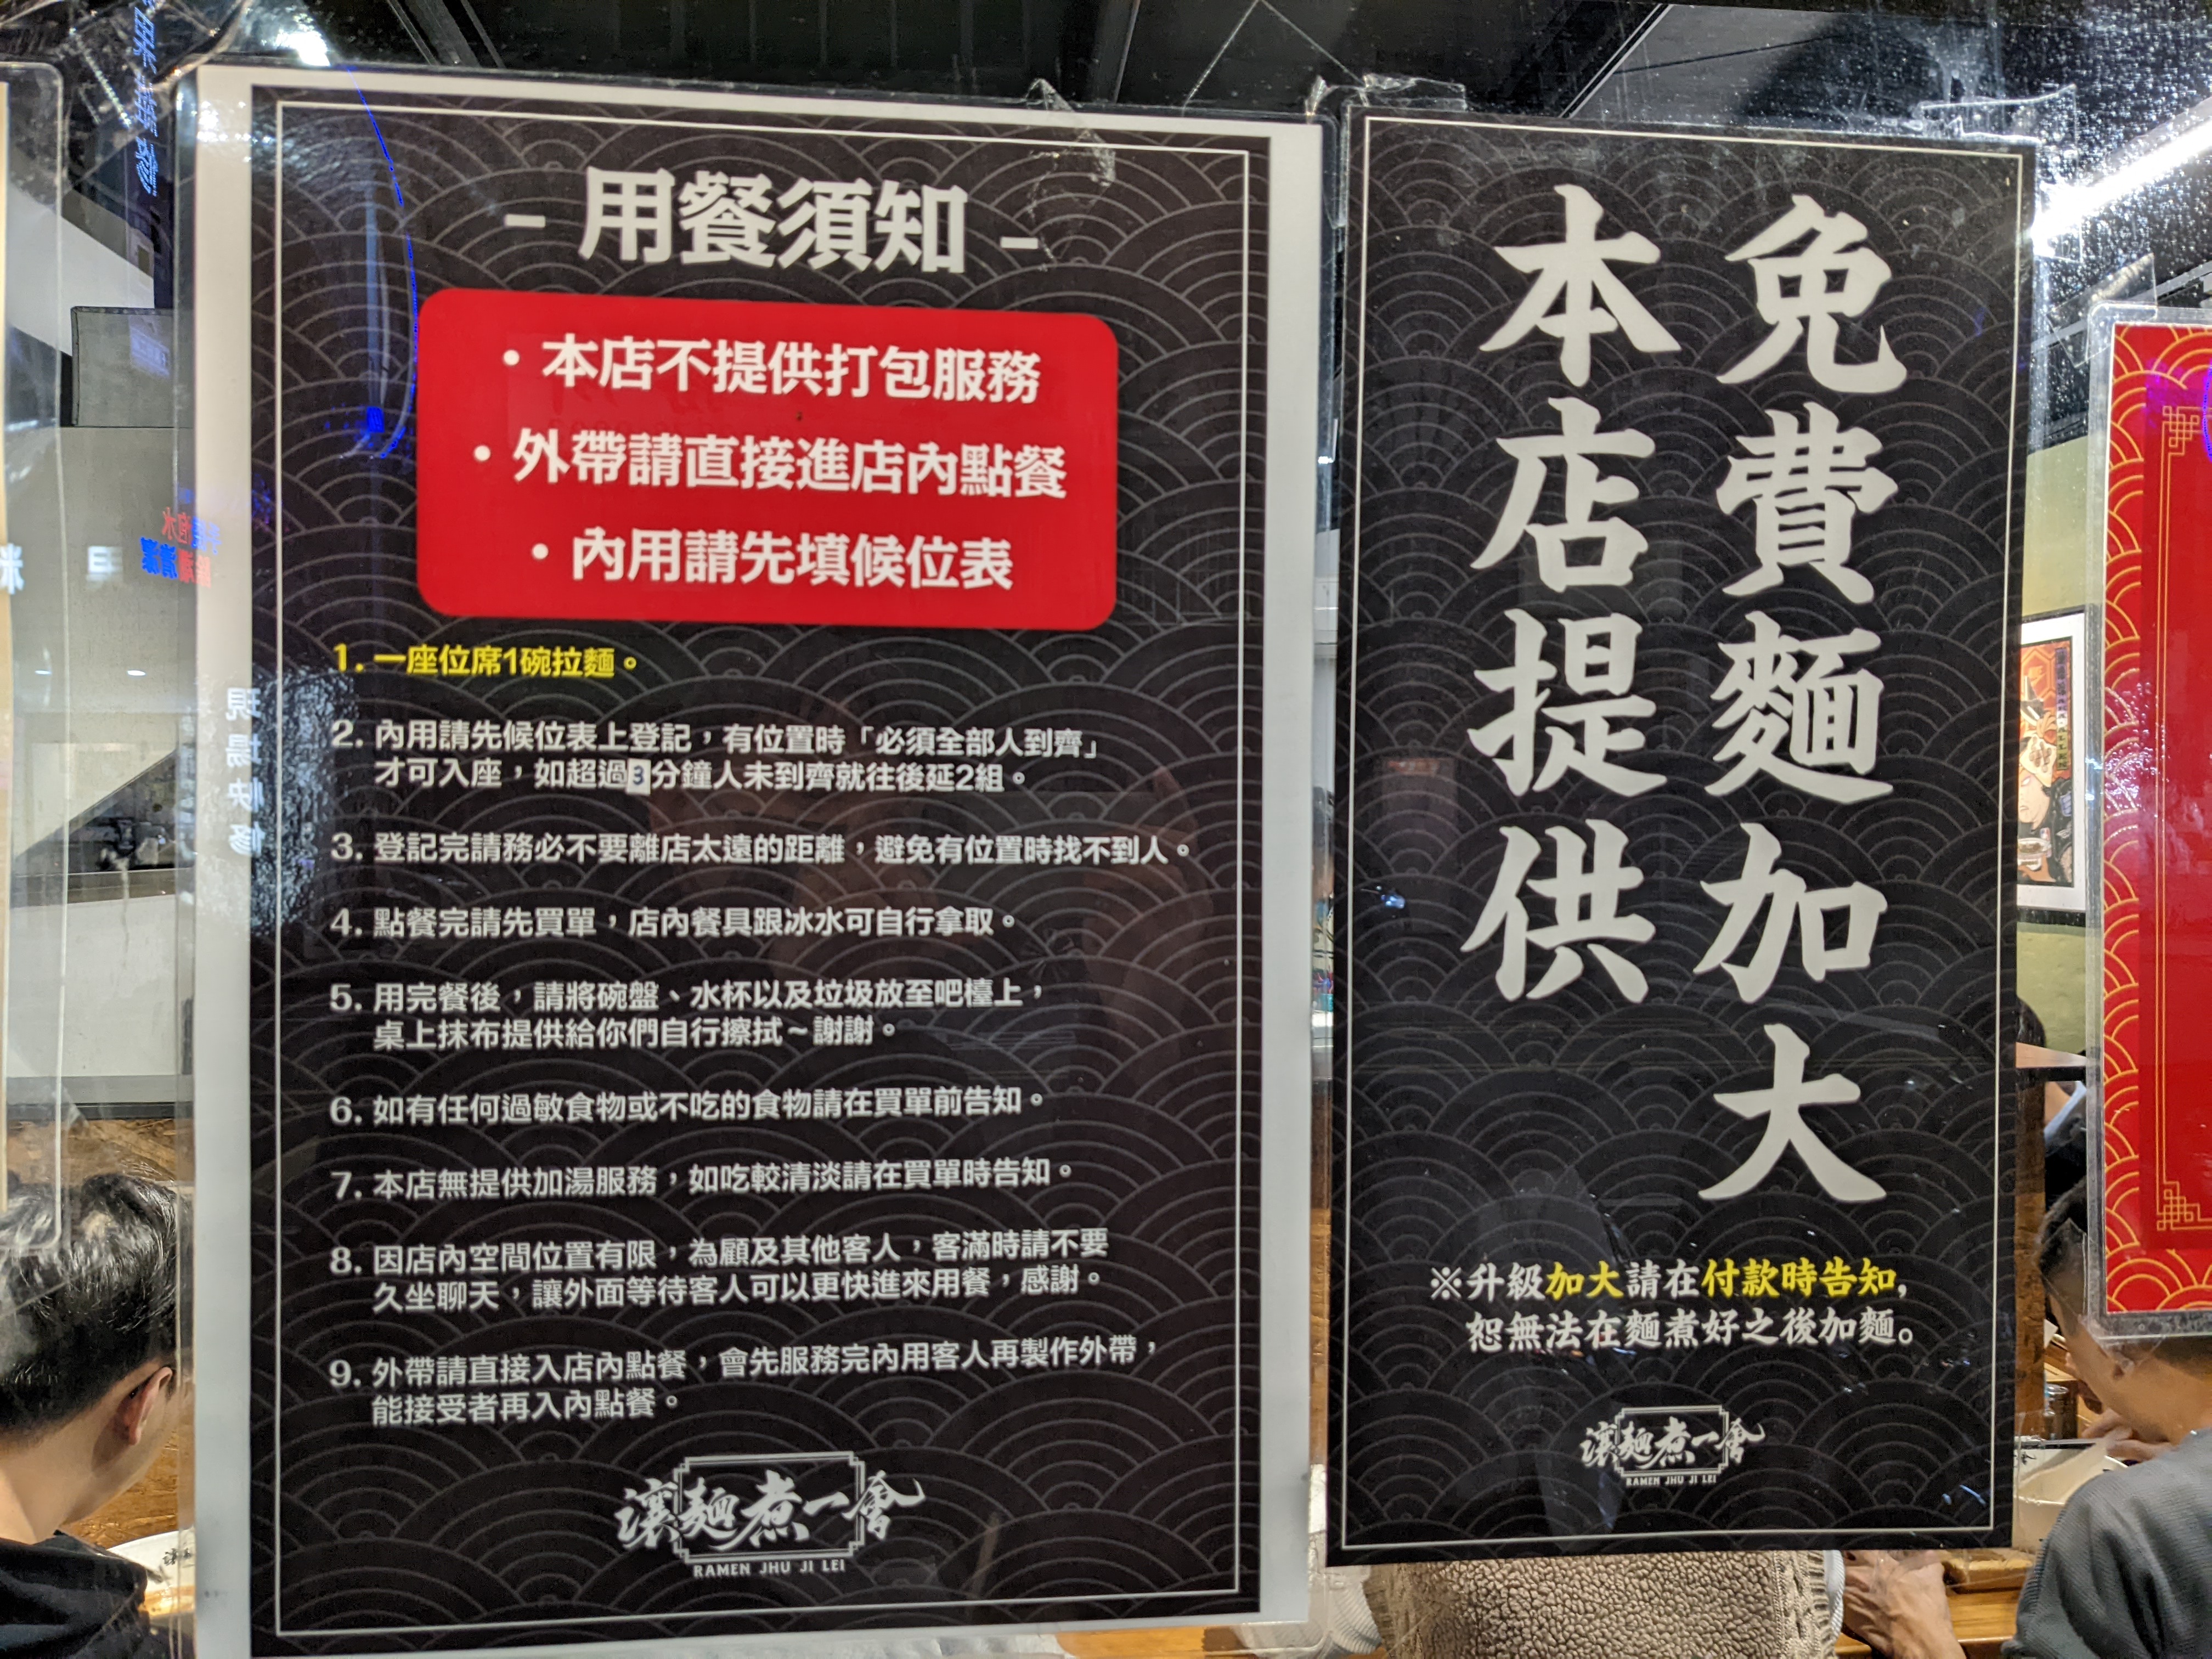 - 用餐須知 -
• 本店不提供打包服務
• 外帶請直接進店內點餐
• 內用請先填候位表
1. 一座位席1碗拉麵。
2. 內用請先候位表上登記，有位置時「必須全部人到齊」
才可入座，如超過3分鐘人未到齊就往後延2組。
3. 登記完請務必不要離店太遠的距離，避免有位置時找不到人。
4. 點餐完請先買單，店內餐具跟冰水可自行拿取。
5. 用完餐後，請將碗盤、水杯以及垃圾放至吧檯上，
桌上抹布提供給你們自行擦拭～謝謝。
6. 如有任何過敏食物或不吃的食物請在買單前告知。
7. 本店無提供加湯服務，如吃較清淡請在買單時告知。
8. 因店內空間位置有限，為顧及其他客人，客滿時請不要
久坐聊天，讓外面等待客人可以更快進來用餐，感謝。
9. 外帶請直接入店內點餐，會先服務完內用客人再製作外帶，
能接受者再入內點餐。
讓麵煮一會
RAMEN JHU JI LEI
免費麵加大
本店提供
※升級加大請在付款時告知,
恕無法在麵煮好之後加麵。
讓麵煮一會
RAMEN JHU JI LEI
現場快修